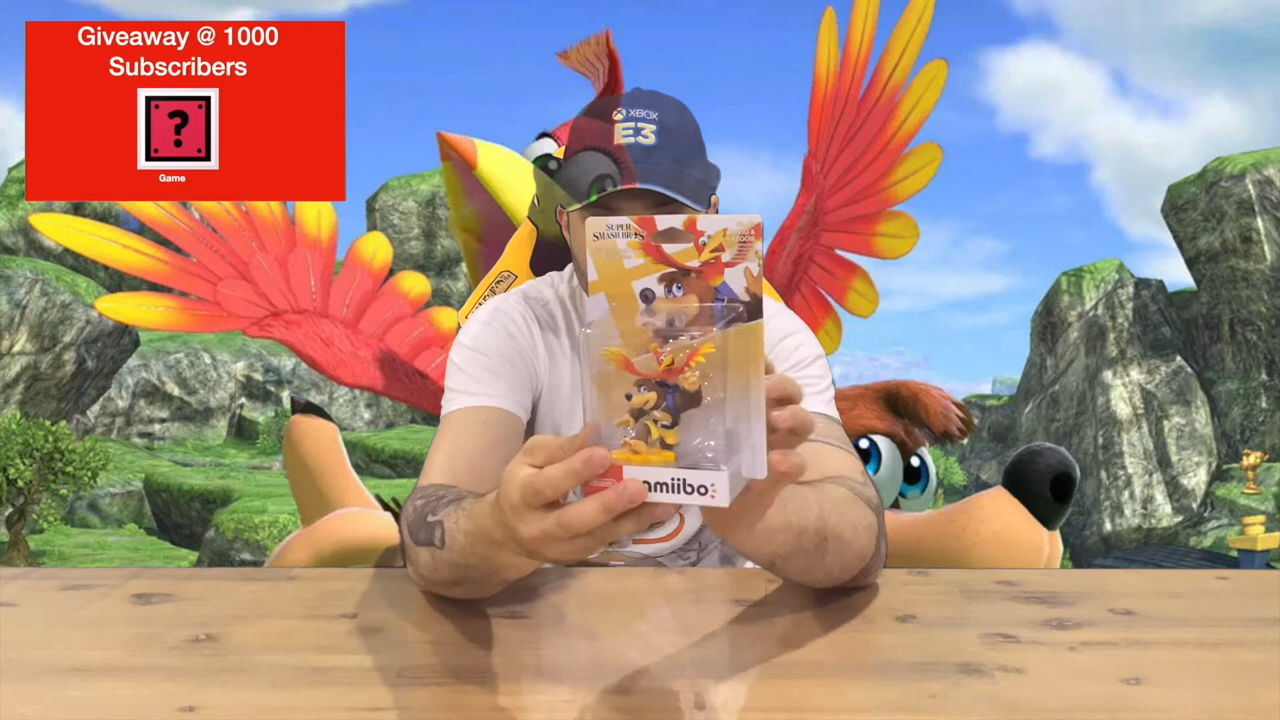 Giveaway @ 1000
Subscribers
?
Game
XBOX
E3
SUPER
SMASH BROS
amiibo